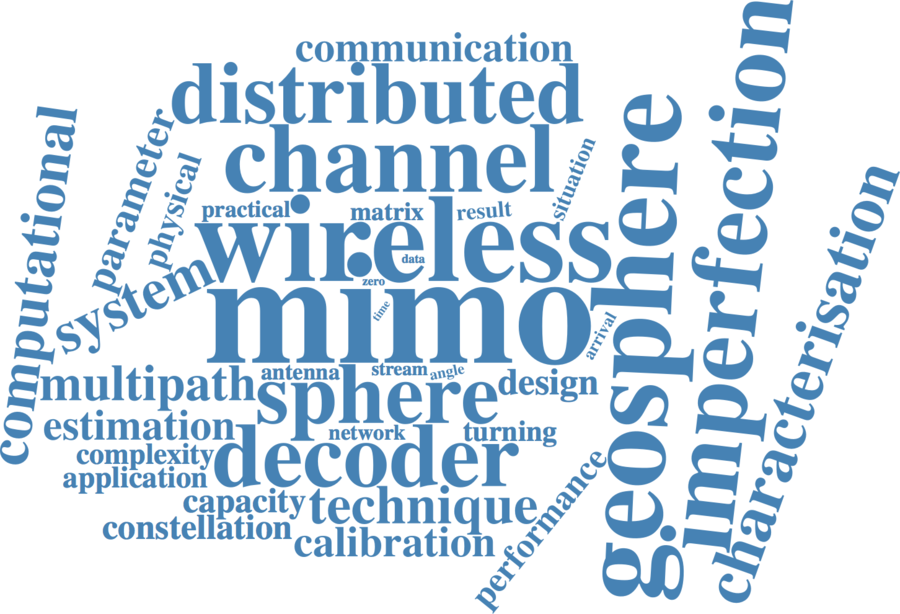 communication
distributed
channel
computational
parameter
physical
situation
practical
matrix
result
wireless
data
zero
system
mimo
time
arrival
geosphere
imperfection
characterisation
multipath
antenna
stream
angle
sphere
design
estimation
network
turning
complexity
decoder
application
capacity
technique
performance
constellation
calibration